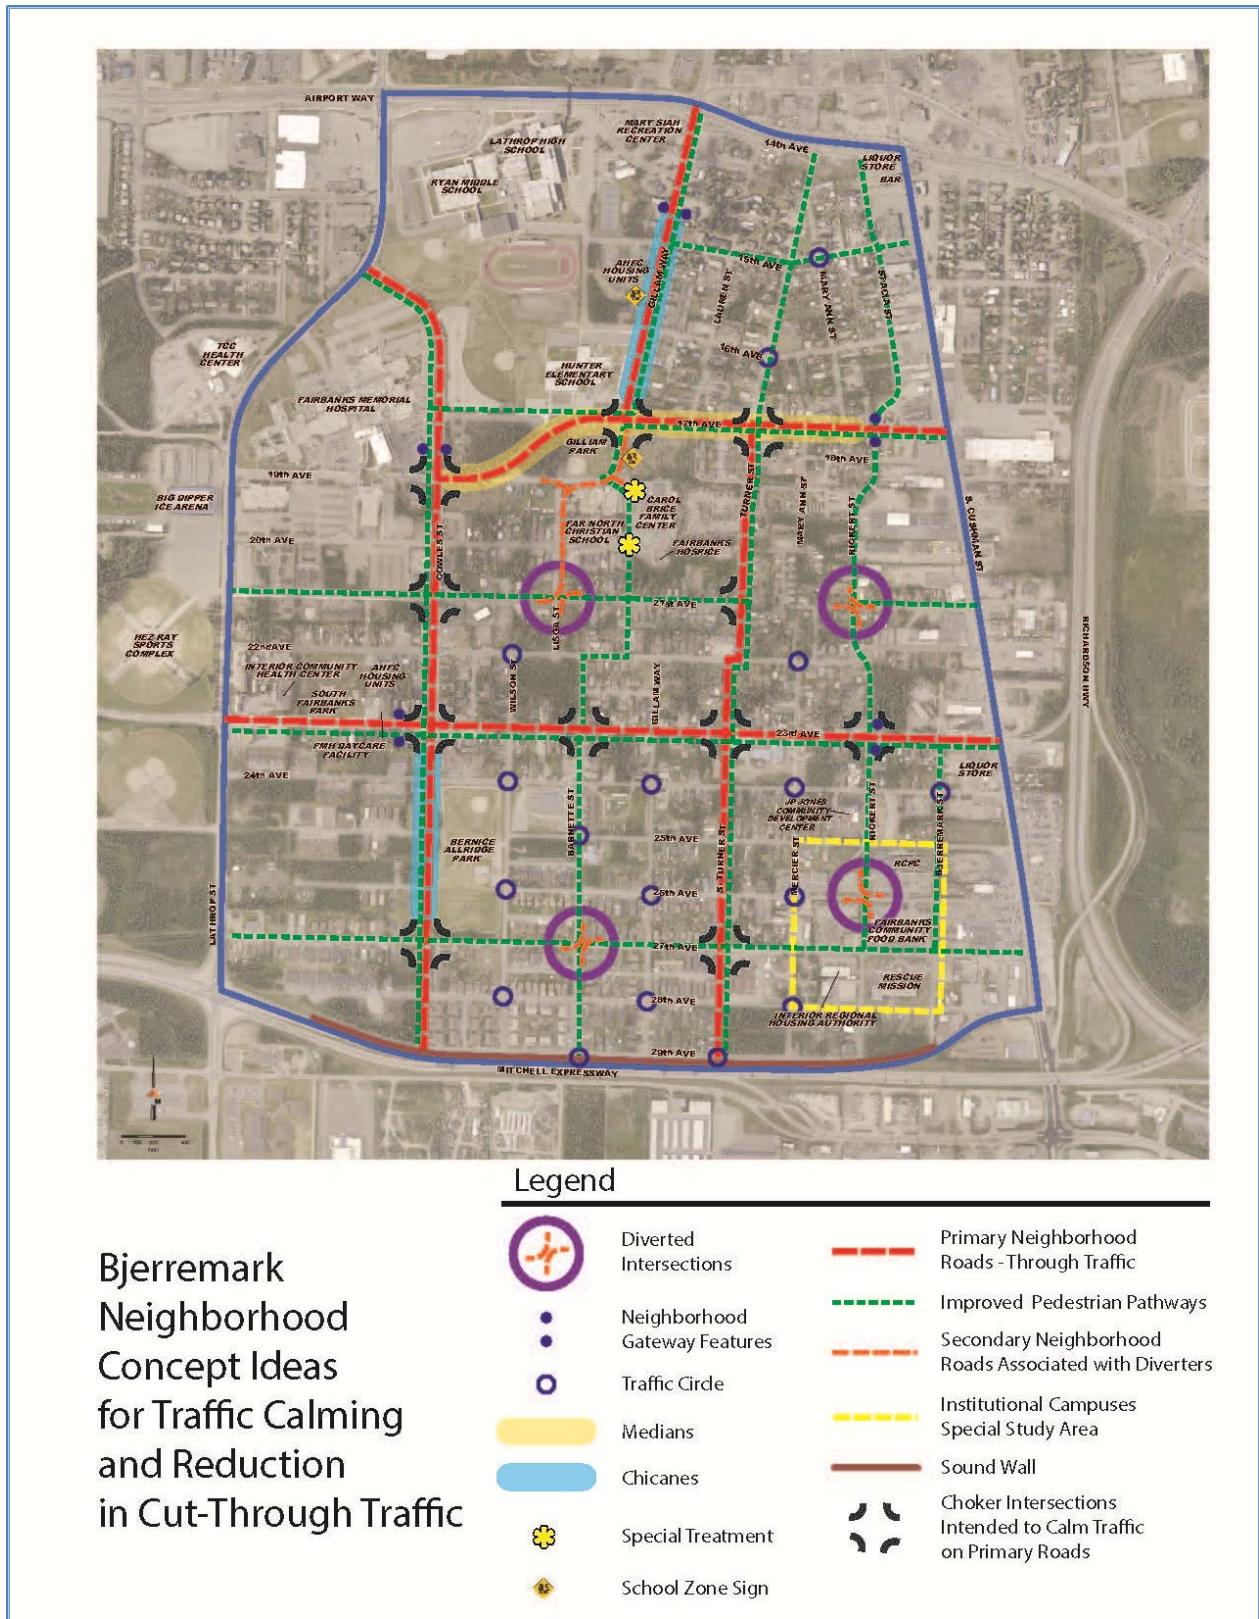 AIRPORT WAY
MARY SIAH
RECREATION
CENTER
LATHROP HIGH
SCHOOL
14th AVE
LIQUOR
STORE
BAR
RYAN MIDDLE
SCHOOL
AHFC
HOUSING
UNITS
GILLAM WAY
15th AVE
LAUREN ST
MARY ANN ST
STACIA ST
TCC
HEALTH
CENTER
16th AVE
HUNTER
ELEMENTARY
SCHOOL
FAIRBANKS MEMORIAL
HOSPITAL
17th AVE
GILLIAM
PARK
18th AVE
19th AVE
BIG DIPPER
ICE ARENA
CAROL
BRICE
FAMILY
CENTER
TURNER ST
MARY ANN ST
RICKERT ST
S. CUSHMAN ST
FAR NORTH
CHRISTIAN
SCHOOL
FAIRBANKS
HOSPICE
20th AVE
COWLES ST
21st AVE
LISGA ST
HEZ RAY
SPORTS
COMPLEX
22nd AVE
INTERIOR COMMUNITY
HEALTH CENTER
AHFC
HOUSING
UNITS
SOUTH
FAIRBANKS
PARK
WILSON ST
GILLAM WAY
RICHARDSON HWY
23rd AVE
FMH DAYCARE
FACILITY
24th AVE
LIQUOR
STORE
JP JONES
COMMUNITY
DEVELOPMENT
CENTER
RICKERT ST
BJERREMARK ST
BERNICE
ALLRIDGE
PARK
BARNETTE ST
25th AVE
S. TURNER ST
MERCIER ST
RCPC
26th AVE
LATHROP ST
FAIRBANKS
COMMUNITY
FOOD BANK
27th AVE
RESCUE
MISSION
28th AVE
INTERIOR REGIONAL
HOUSING AUTHORITY
29th AVE
MITCHELL EXPRESSWAY
Legend
Bjerremark
Neighborhood
Concept Ideas
for Traffic Calming
and Reduction
in Cut-Through Traffic
Diverted
Intersections
Neighborhood
Gateway Features
Traffic Circle
Medians
Chicanes
Special Treatment
School Zone Sign
Primary Neighborhood
Roads - Through Traffic
Improved Pedestrian Pathways
Secondary Neighborhood
Roads Associated with Diverters
Institutional Campuses
Special Study Area
Sound Wall
Choker Intersections
Intended to Calm Traffic
on Primary Roads